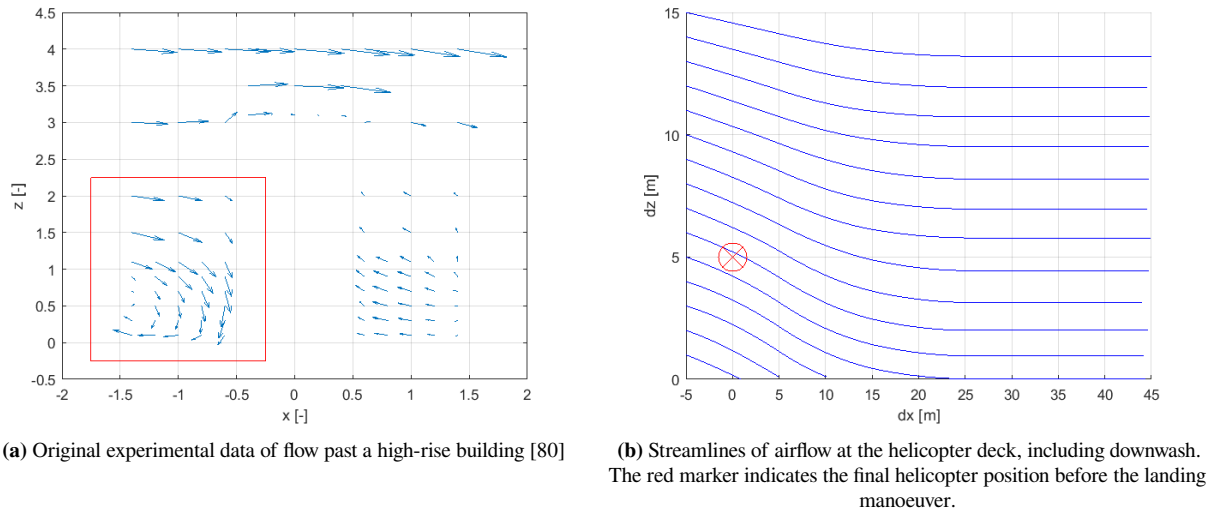 4.5
4
3.5
3
2.5
2
1.5
1
0.5
0
-0.5
z [-]
-2 -1.5 -1 -0.5 0 0.5 1 1.5 2
x [-]
(a) Original experimental data of flow past a high-rise building [80]
15
10
5
0
dz [m]
-5 0 5 10 15 20 25 30 35 40 45
dx [m]
(b) Streamlines of airflow at the helicopter deck, including downwash.
The red marker indicates the final helicopter position before the landing
manoeuver.